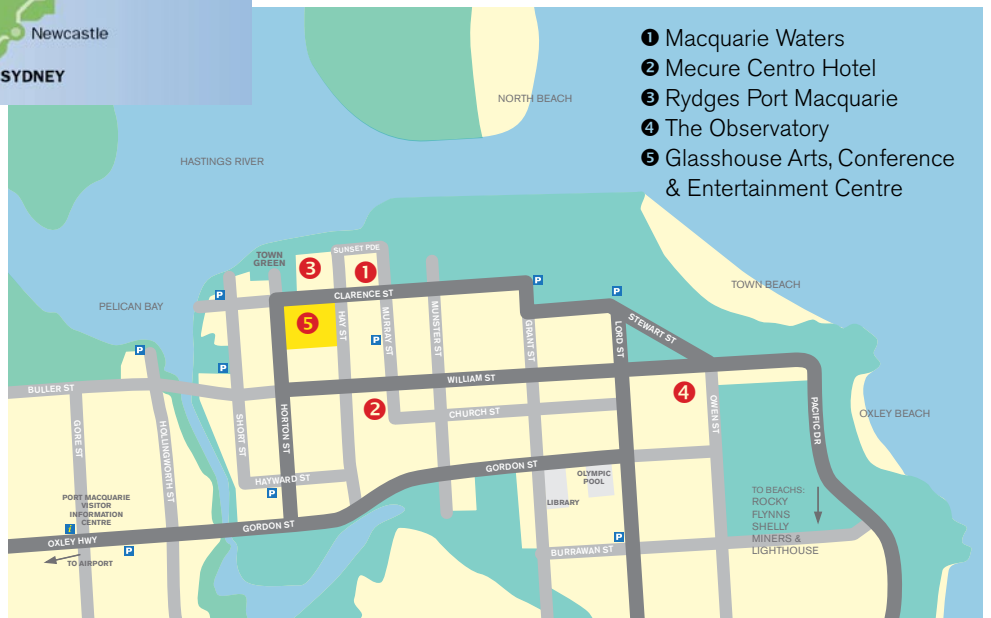 Newcastle
SYDNEY
❶ Macquarie Waters
❷ Mecure Centro Hotel
❸ Rydges Port Macquarie
❹ The Observatory
❺ Glasshouse Arts, Conference
& Entertainment Centre
NORTH BEACH
HASTINGS RIVER
TOWN BEACH
PELICAN BAY
OXLEY BEACH
TOWN
GREEN
SUNSET PDE
3
1
5
2
4
CLARENCE ST
HAY ST
MURRAY ST
MUNSTER ST
GRANT ST
LORD ST
STEWART ST
WILLIAM ST
BULLER ST
CHURCH ST
OWEN ST
PACIFIC DR
GORE ST
HOLLINGWORTH ST
SHORT ST
HORTON ST
HAYWARD ST
GORDON ST
GORDON ST
OLYMPIC
POOL
LIBRARY
BURRAWAN ST
PORT MACQUARIE
VISITOR
INFORMATION
CENTRE
i
OXLEY HWY
TO AIRPORT
TO BEACHS:
ROCKY
FLYNNS
SHELLY
MINERS &
LIGHTHOUSE
P
P
P
P
P
P
P
P
P